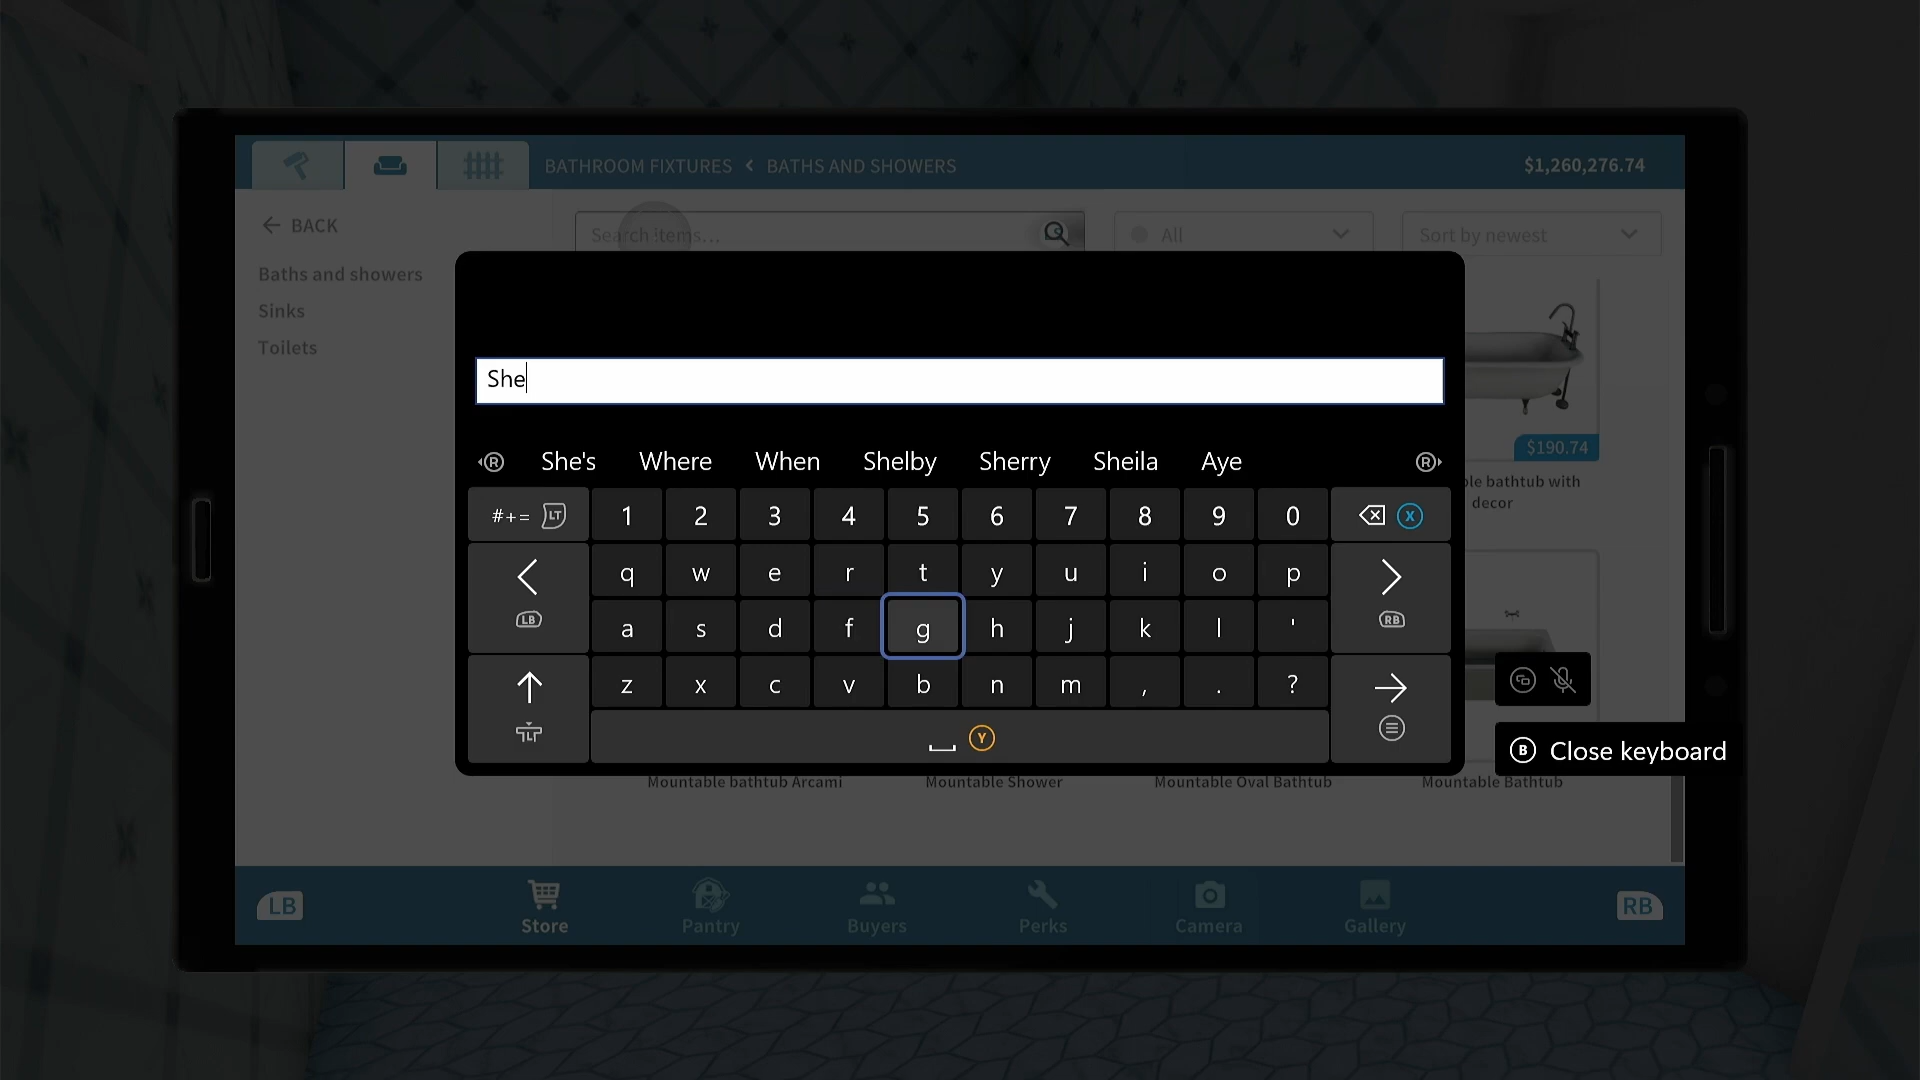 BATHROOM FIXTURES < BATHS AND SHOWERS
$1,260,276.74
BACK
Search items...
All
Sort by newest
Baths and showers
Sinks
Toilets
She
R She's Where When Shelby Sherry Sheila Aye R
#+= LT 1 2 3 4 5 6 7 8 9 0 X
q w e r t y u i o p
LB a s d f g h j k l ' RB
z x c v b n m , . ?
Y
$190.74
ble bathtub with
decor
B Close keyboard
Mountable bathtub Arcami
Mountable Shower
Mountable Oval Bathtub
Mountable Bathtub
LB Store Pantry Buyers Perks Camera Gallery RB